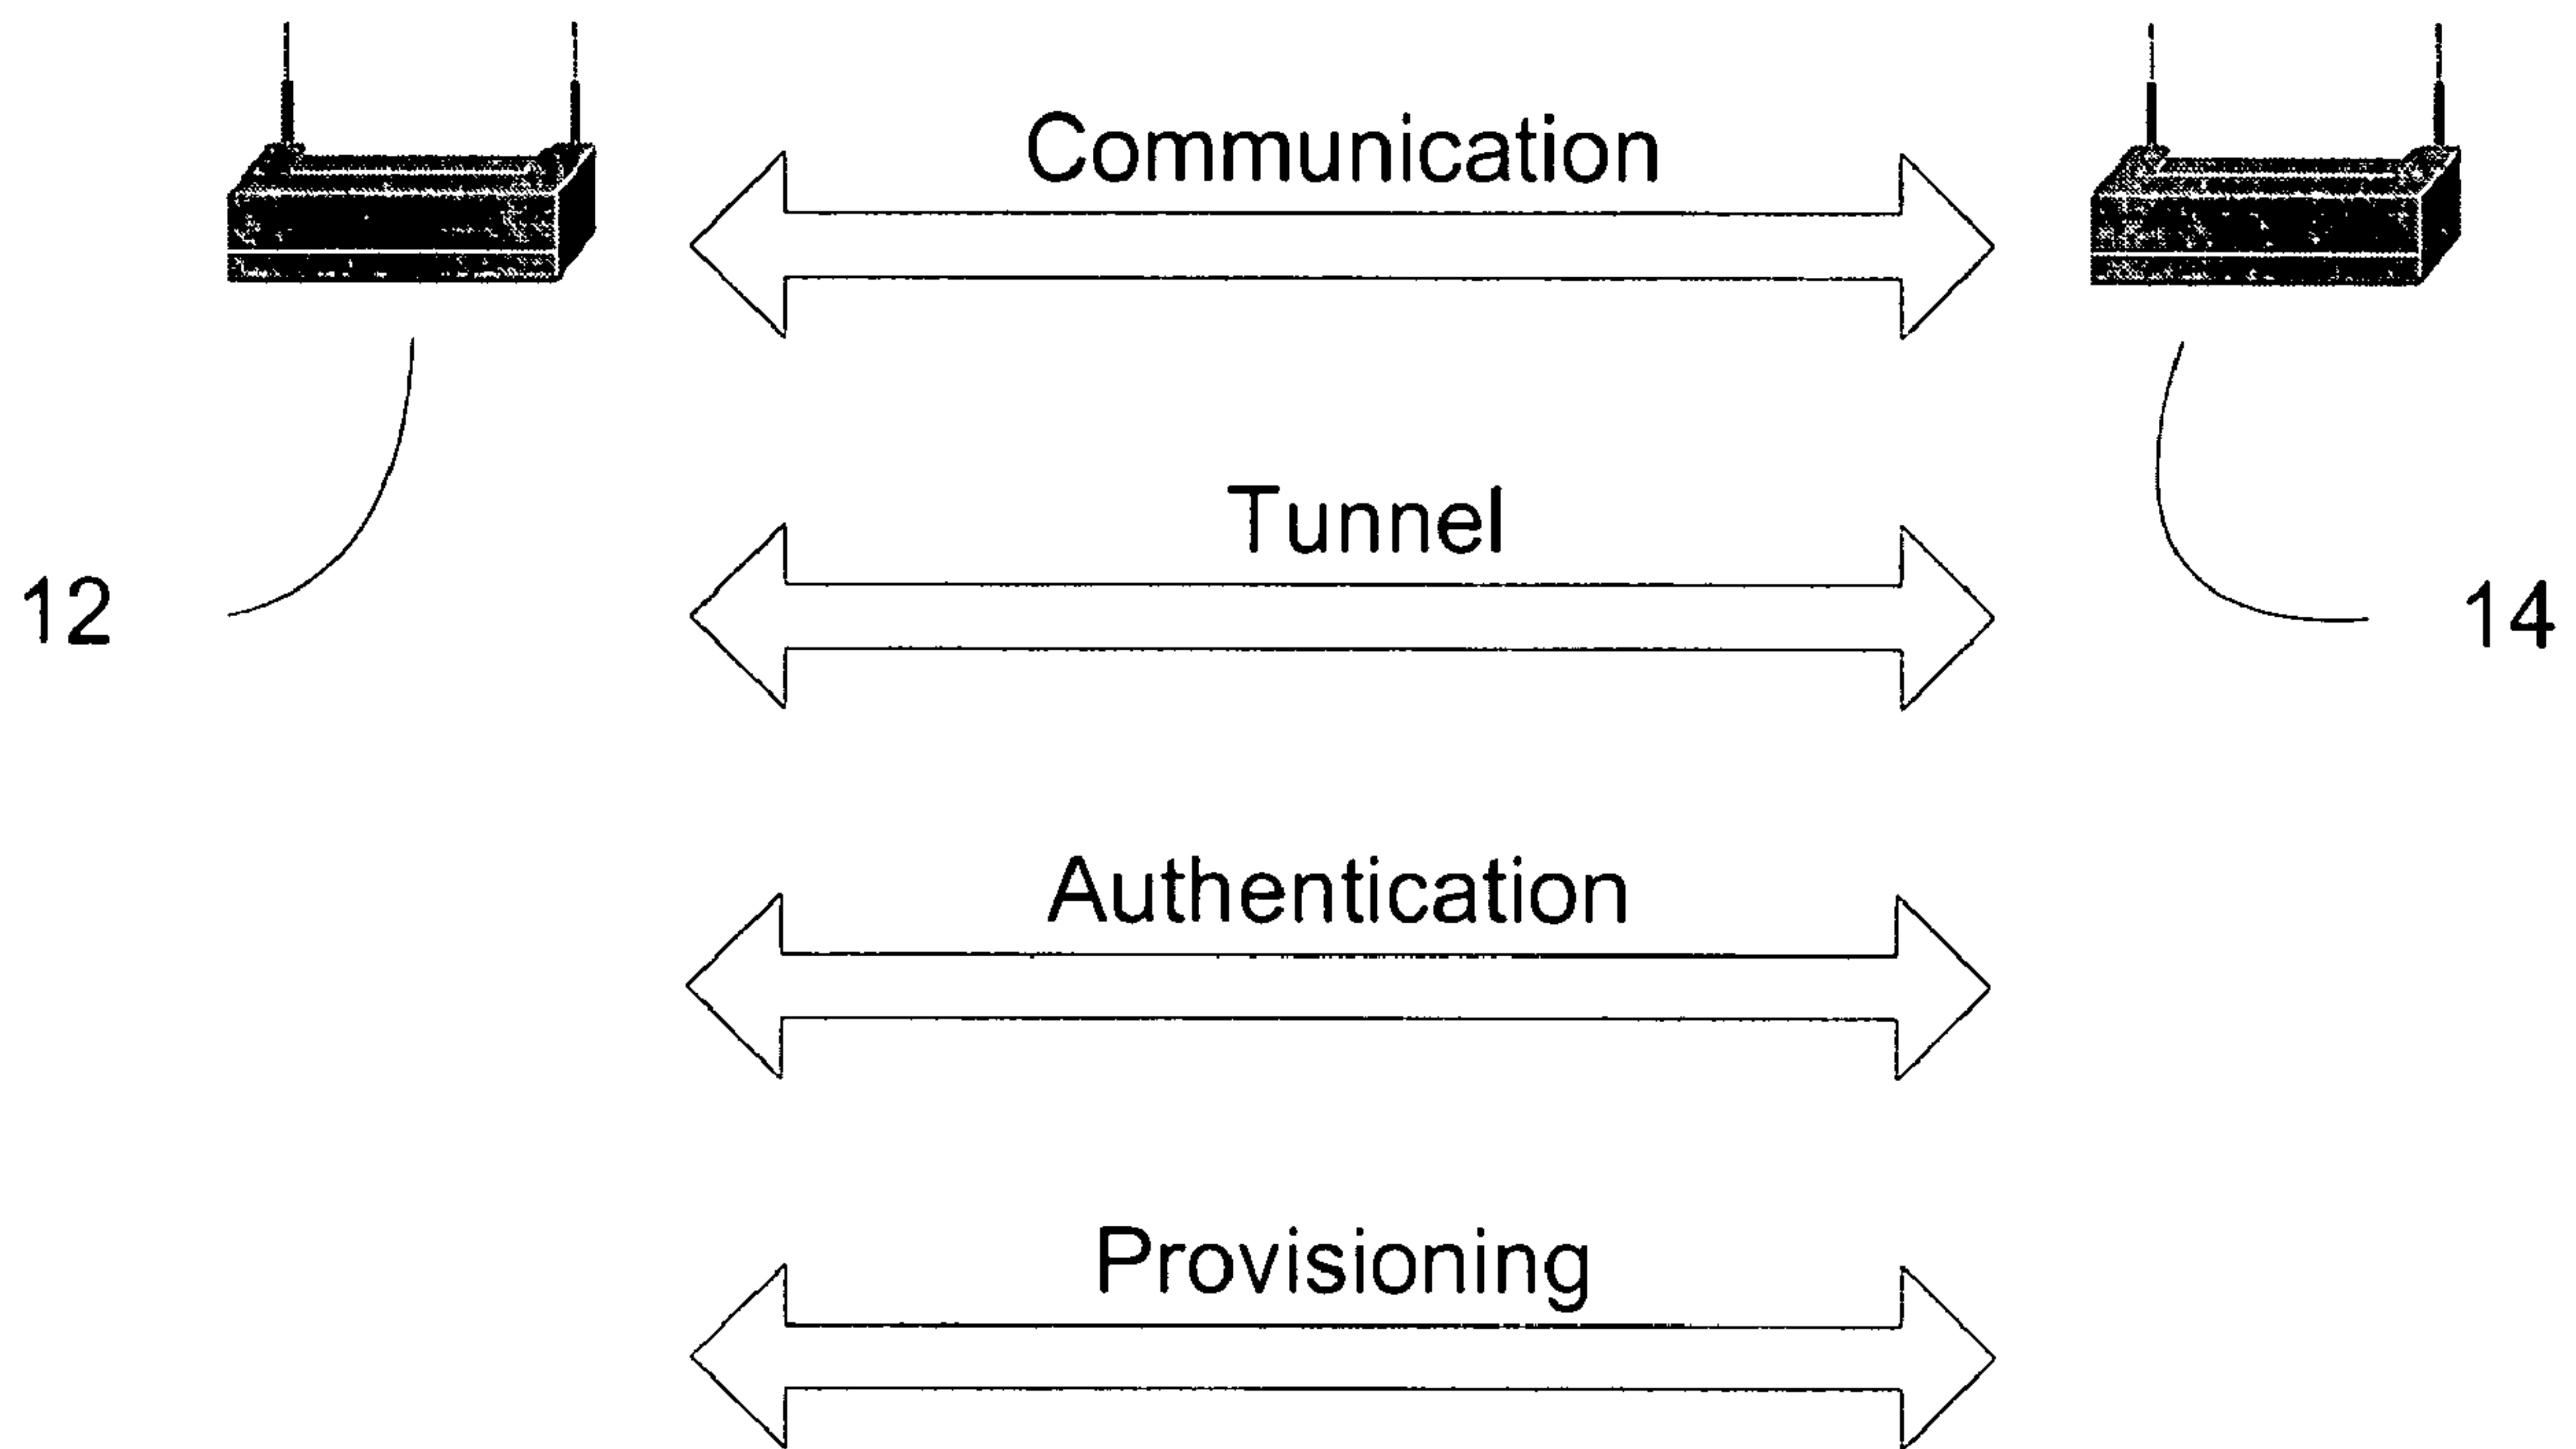 Communication
Tunnel
12
14
Authentication
Provisioning